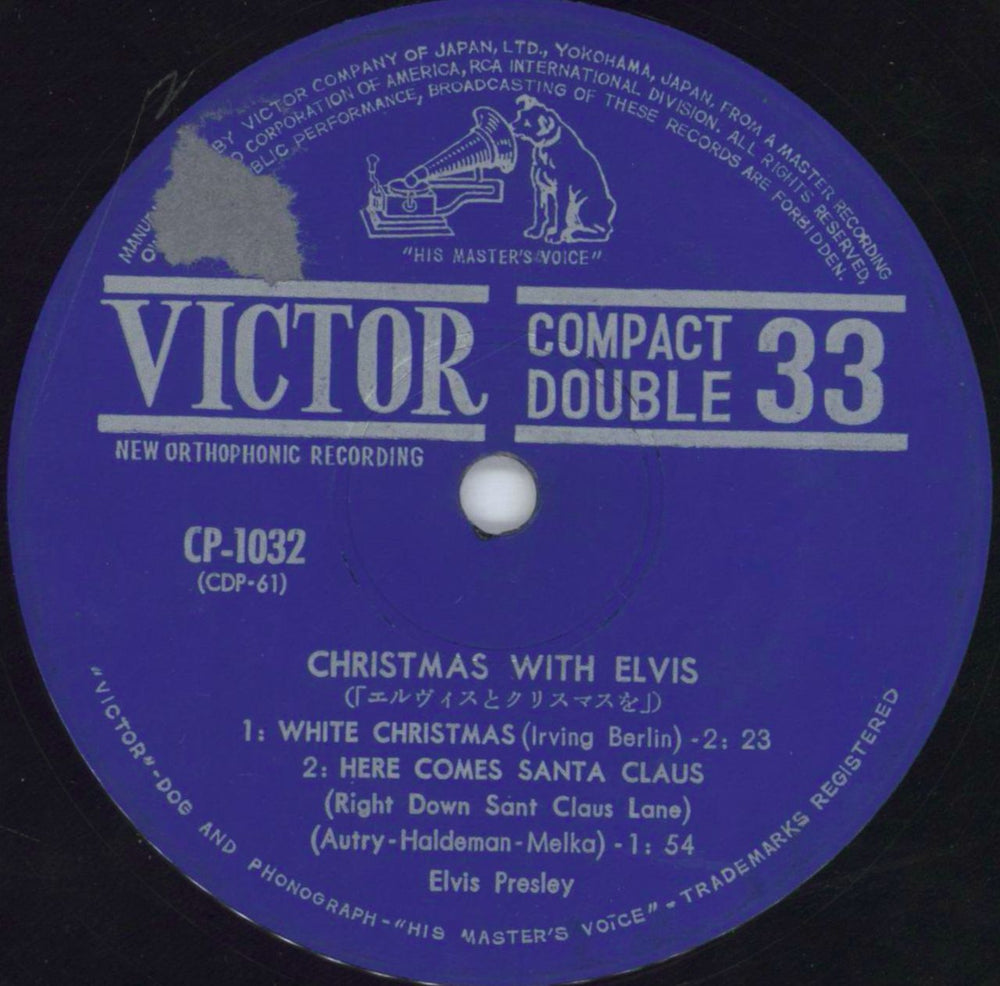 MANU BY VICTOR COMPANY OF JAPAN, LTD., YOKOHAMA, JAPAN, FROM A MASTER RECORDING
CORPORATION OF AMERICA, RCA INTERNATIONAL DIVISION. ALL RIGHTS RESERVED,
BLIC PERFORMANCE, BROADCASTING OF THESE RECORDS ARE FORBIDDEN.
"HIS MASTER'S VOICE"
VICTOR
COMPACT
DOUBLE 33
NEW ORTHOPHONIC RECORDING
CP-1032
(CDP-61)
CHRISTMAS WITH ELVIS
(「エルヴィスとクリスマスを」)
1: WHITE CHRISTMAS (Irving Berlin) - 2: 23
2: HERE COMES SANTA CLAUS
(Right Down Sant Claus Lane)
(Autry-Haldeman-Melka) - 1: 54
Elvis Presley
"VICTOR"-DOG AND PHONOGRAPH-"HIS MASTER'S VOICE"-TRADEMARKS REGISTERED